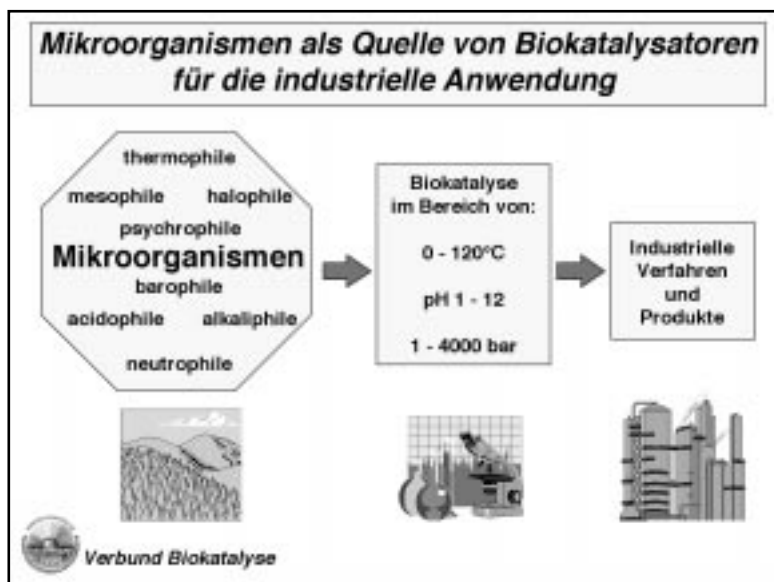 Mikroorganismen als Quelle von Biokatalysatoren
für die industrielle Anwendung
thermophile
mesophile halophile
psychrophile
Mikroorganismen
barophile
acidophile alkaliphile
neutrophile
Biokatalyse
im Bereich von:
0 - 120°C
pH 1 - 12
1 - 4000 bar
Industrielle
Verfahren
und
Produkte
Verbund Biokatalyse